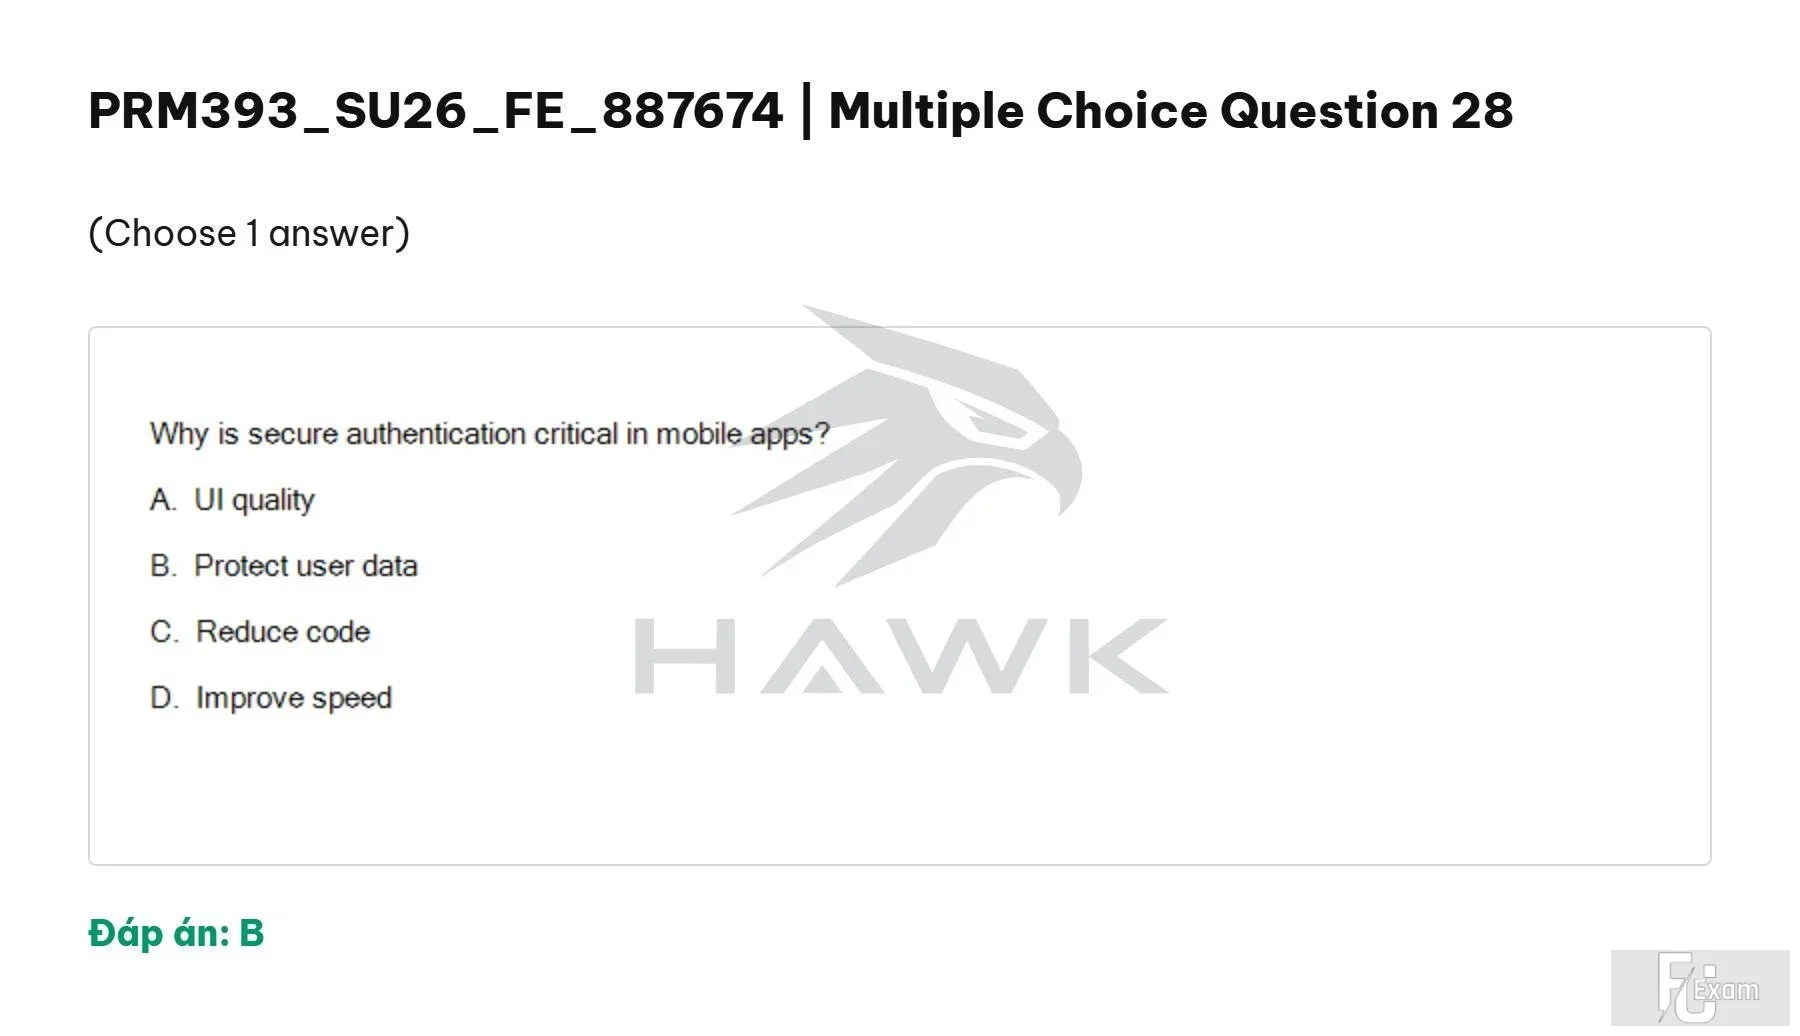 PRM393_SU26_FE_887674 | Multiple Choice Question 28
(Choose 1 answer)
Why is secure authentication critical in mobile apps?
A. UI quality
B. Protect user data
C. Reduce code
D. Improve speed
HAWK
Đáp án: B
FU Exam